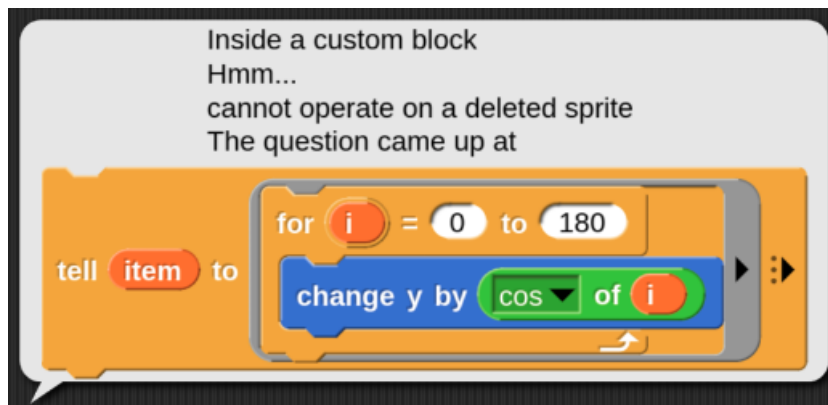 Inside a custom block
Hmm...
cannot operate on a deleted sprite
The question came up at
for i = 0 to 180
tell item to
change y by cos of i